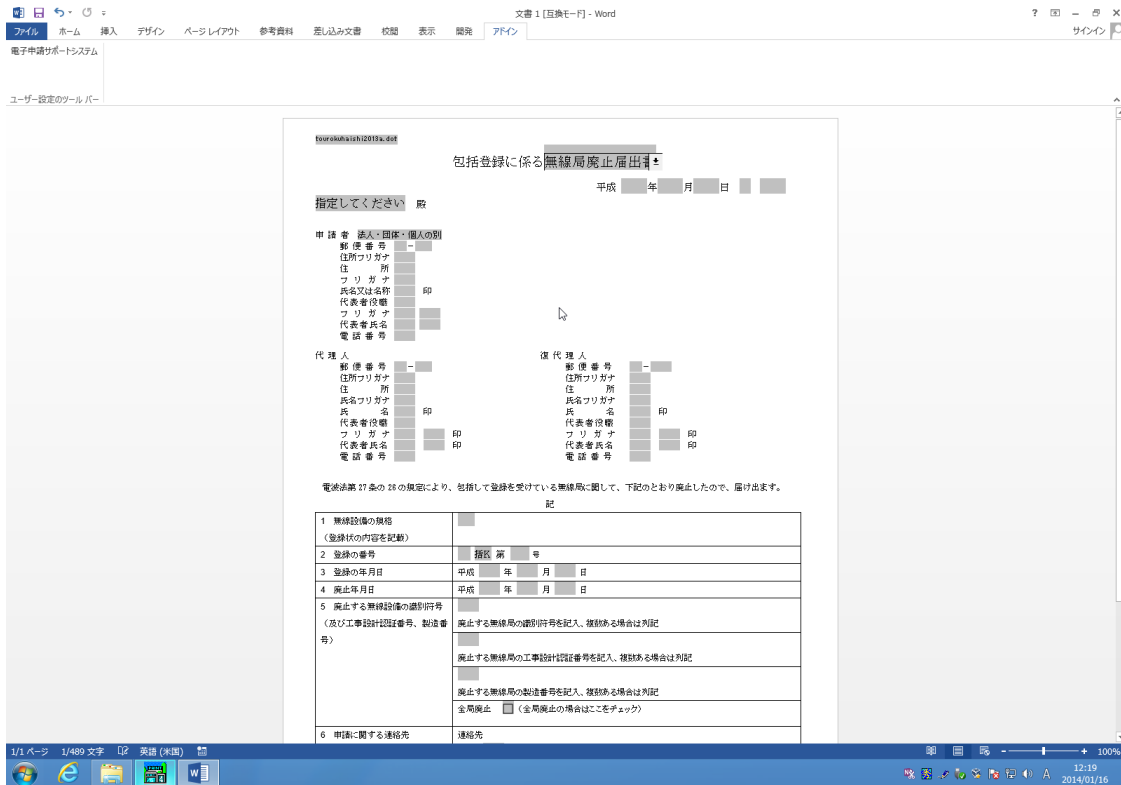 文書 1 [互換モード] - Word
ファイル ホーム 挿入 デザイン ページ レイアウト 参考資料 差し込み文書 校閲 表示 開発 アドイン サインイン
電子申請サポートシステム
ユーザー設定のツール バー
tourokuhaishi2013a.dot
包括登録に係る無線局廃止届出書
平成 年 月 日
指定してください 殿
申 請 者 法人・団体・個人の別
郵 便 番 号 -
住所フリガナ
住 所
フ リ ガ ナ
氏名又は名称 印
代表者役職
フ リ ガ ナ
代表者氏名
電 話 番 号
代 理 人 復 代 理 人
郵 便 番 号 - 郵 便 番 号 -
住所フリガナ 住所フリガナ
住 所 住 所
氏名フリガナ 氏名フリガナ
氏 名 印 氏 名 印
代表者役職 代表者役職
フ リ ガ ナ 印 フ リ ガ ナ 印
代表者氏名 印 代表者氏名 印
電 話 番 号 電 話 番 号
電波法第 27 条の 26 の規定により、包括して登録を受けている無線局に関して、下記のとおり廃止したので、届け出ます。
記
1 無線設備の規格
(登録状の内容を記載)
2 登録の番号 括K 第 号
3 登録の年月日 平成 年 月 日
4 廃止年月日 平成 年 月 日
5 廃止する無線設備の識別符号
(及び工事設計認証番号、製造番 廃止する無線局の識別符号を記入、複数ある場合は列記
号)
廃止する無線局の工事設計認証番号を記入、複数ある場合は列記
廃止する無線局の製造番号を記入、複数ある場合は列記
全局廃止 (全局廃止の場合はここをチェック)
6 申請に関する連絡先 連絡先
1/1 ページ 1/489 文字 英語 (米国) 100%
A 12:19
2014/01/16